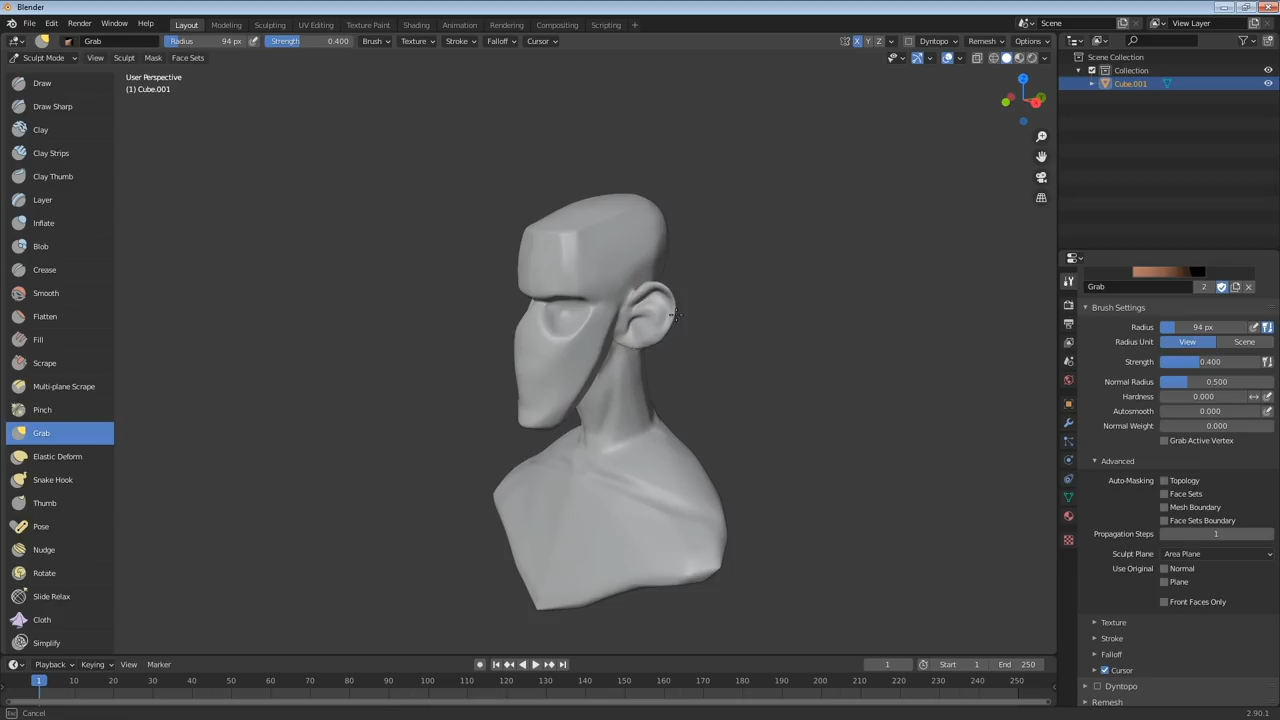 Blender
File Edit Render Window Help Layout Modeling Sculpting UV Editing Texture Paint Shading Animation Rendering Compositing Scripting + Scene View Layer
Grab Radius 94 px Strength 0.400 Brush Texture Stroke Falloff Cursor X Y Z Dyntopo Remesh Options
Sculpt Mode View Sculpt Mask Face Sets
Scene Collection
Collection
Cube.001
User Perspective
(1) Cube.001
Draw
Draw Sharp
Clay
Clay Strips
Clay Thumb
Layer
Inflate
Blob
Crease
Smooth
Flatten
Fill
Scrape
Multi-plane Scrape
Pinch
Grab
Elastic Deform
Snake Hook
Thumb
Pose
Nudge
Rotate
Slide Relax
Cloth
Simplify
Z
Grab 2
Brush Settings
Radius 94 px
Radius Unit View Scene
Strength 0.400
Normal Radius 0.500
Hardness 0.000
Autosmooth 0.000
Normal Weight 0.000
Grab Active Vertex
Advanced
Auto-Masking Topology
Face Sets
Mesh Boundary
Face Sets Boundary
Propagation Steps 1
Sculpt Plane Area Plane
Use Original Normal
Plane
Front Faces Only
Texture
Stroke
Falloff
Cursor
Dyntopo
Remesh
Playback Keying View Marker 1 Start 1 End 250
1 10 20 30 40 50 60 70 80 90 100 110 120 130 140 150 160 170 180 190 200 210 220 230 240 250
Cancel 2.90.1